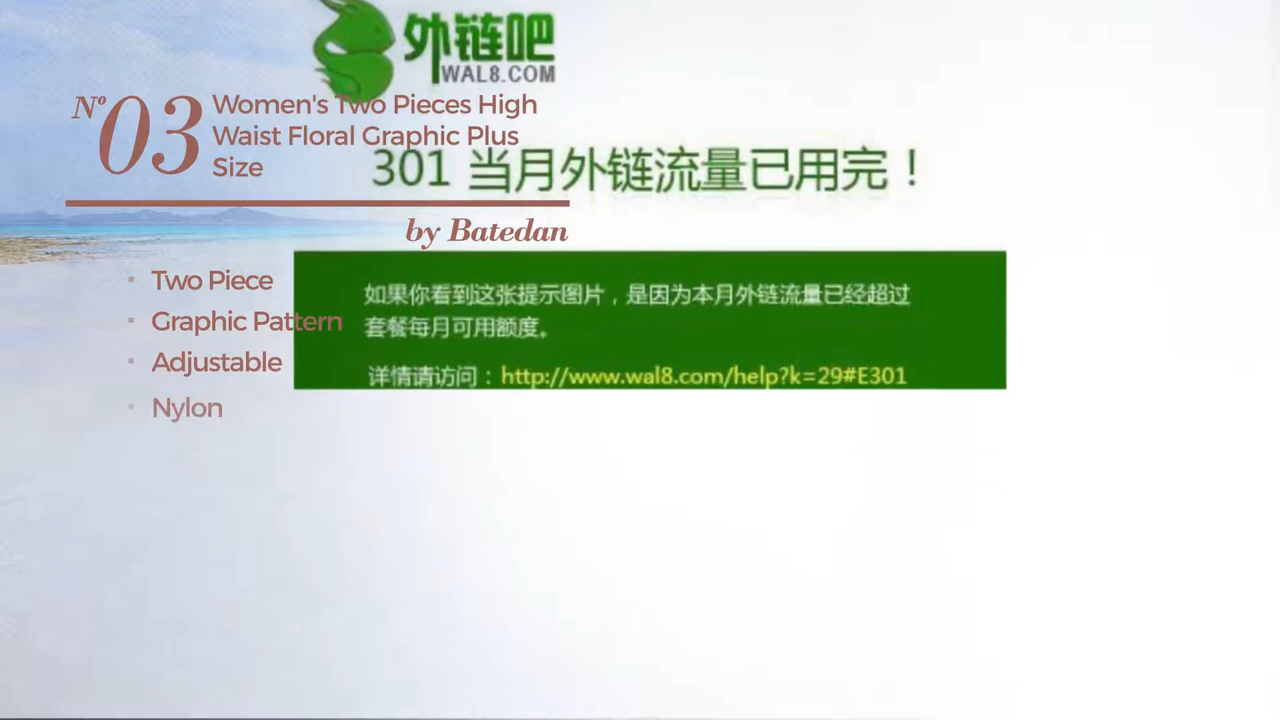 外链吧
WAL8.COM
Nº 03
Women's Two Pieces High
Waist Floral Graphic Plus
Size
301 当月外链流量已用完！
by Batedan
Two Piece
Graphic Pattern
Adjustable
Nylon
如果你看到这张提示图片，是因为本月外链流量已经超过
套餐每月可用额度。
详情请访问：http://www.wal8.com/help?k=29#E301